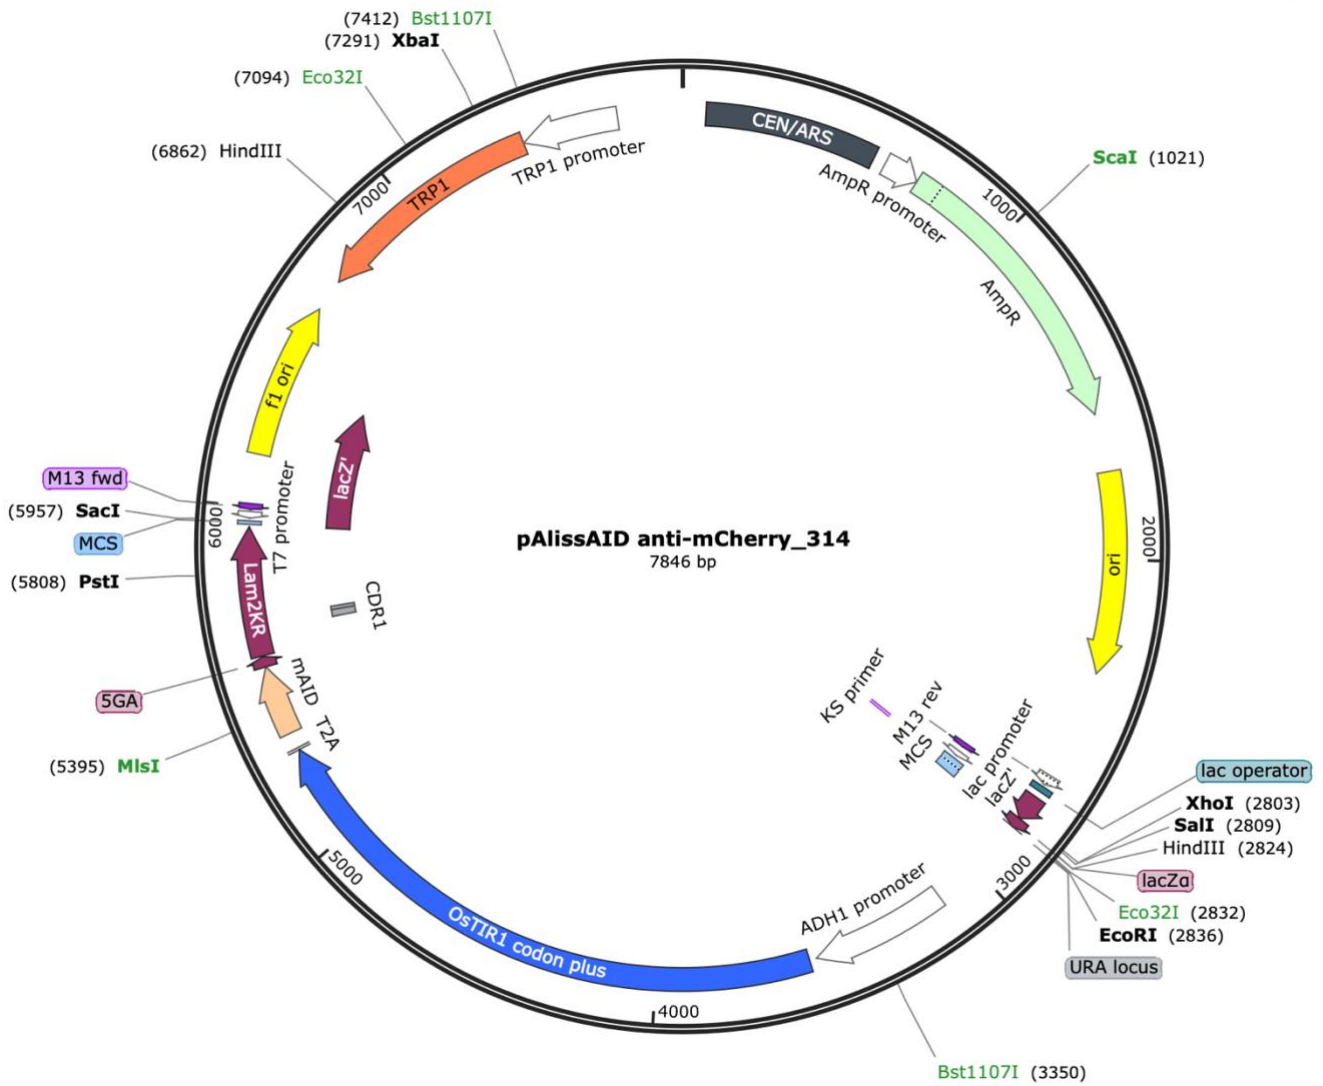 (7412) Bst1107I
(7291) XbaI
(7094) Eco32I
(6862) HindIII
7000
TRP1
TRP1 promoter
CEN/ARS
AmpR promoter
AmpR
1000
ScaI (1021)
f1 ori
lacZ'
M13 fwd
(5957) SacI
MCS
6000
T7 promoter
(5808) PstI
Lam2KR
CDR1
pAlissAID anti-mCherry_314
7846 bp
2000
ori
5GA
mAID
T2A
(5395) MlsI
KS primer
M13 rev
MCS
lac promoter
lacZ'
lac operator
XhoI (2803)
SalI (2809)
HindIII (2824)
lacZα
Eco32I (2832)
EcoRI (2836)
URA locus
3000
ADH1 promoter
5000
OsTIR1 codon plus
4000
Bst1107I (3350)